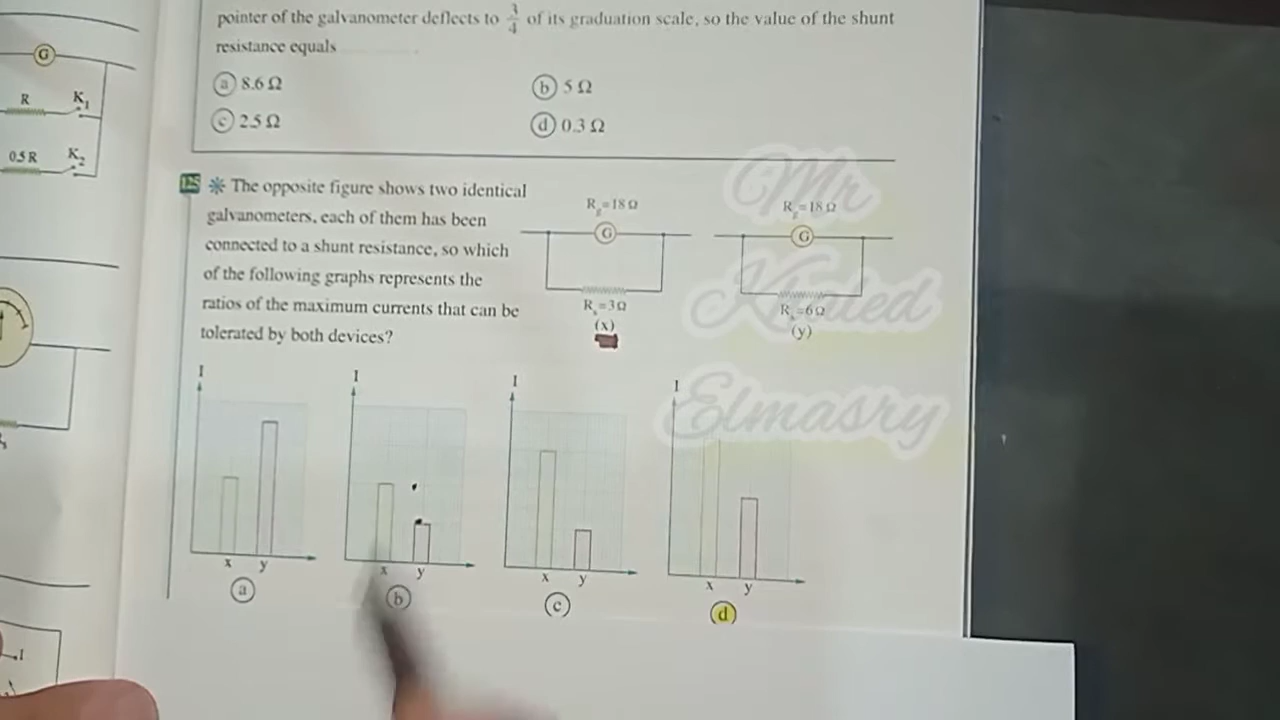 pointer of the galvanometer deflects to 3/4 of its graduation scale, so the value of the shunt
resistance equals
a 8.6 Ω
b 5 Ω
c 2.5 Ω
d 0.3 Ω
G
R K1
0.5 R K2
125 * The opposite figure shows two identical
galvanometers, each of them has been
connected to a shunt resistance, so which
of the following graphs represents the
ratios of the maximum currents that can be
tolerated by both devices?
Rg=18 Ω
G
Rs=3 Ω
(x)
Rg=18 Ω
G
Rs=6 Ω
(y)
I
x y
a
I
x y
b
I
x y
c
I
x y
d
I
Mr
Khaled
Elmasry